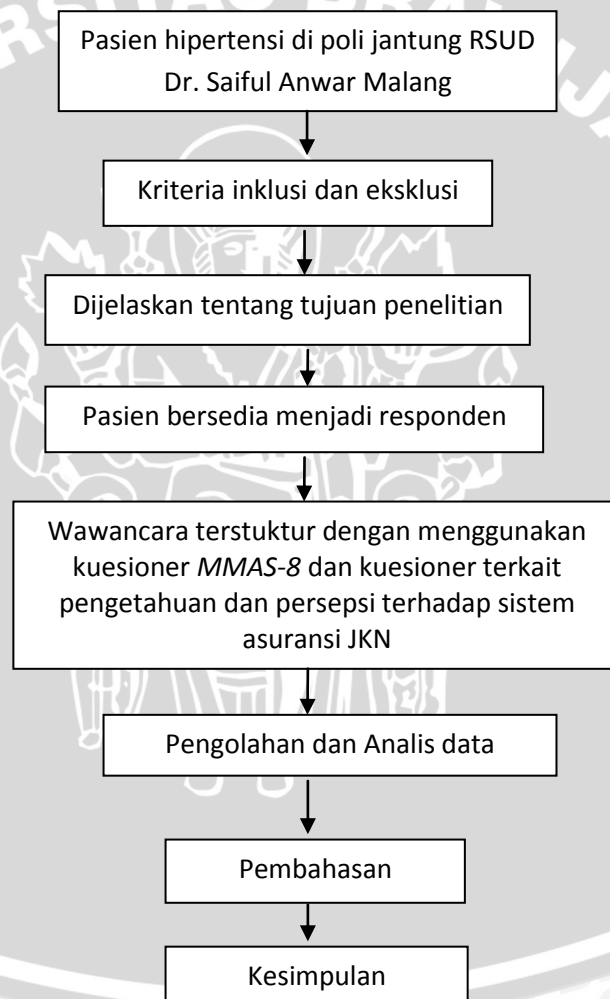 Pasien hipertensi di poli jantung RSUD
Dr. Saiful Anwar Malang
Kriteria inklusi dan eksklusi
Dijelaskan tentang tujuan penelitian
Pasien bersedia menjadi responden
Wawancara terstuktur dengan menggunakan
kuesioner MMAS-8 dan kuesioner terkait
pengetahuan dan persepsi terhadap sistem
asuransi JKN
Pengolahan dan Analis data
Pembahasan
Kesimpulan